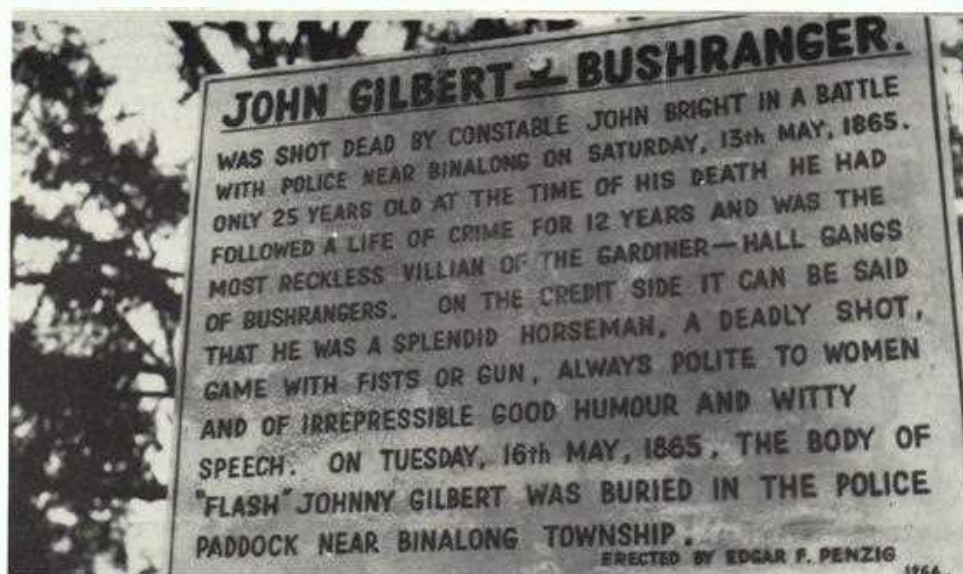 JOHN GILBERT — BUSHRANGER.
WAS SHOT DEAD BY CONSTABLE JOHN BRIGHT IN A BATTLE
WITH POLICE NEAR BINALONG ON SATURDAY, 13th MAY, 1865.
ONLY 25 YEARS OLD AT THE TIME OF HIS DEATH HE HAD
FOLLOWED A LIFE OF CRIME FOR 12 YEARS AND WAS THE
MOST RECKLESS VILLIAN OF THE GARDINER—HALL GANGS
OF BUSHRANGERS. ON THE CREDIT SIDE IT CAN BE SAID
THAT HE WAS A SPLENDID HORSEMAN, A DEADLY SHOT,
GAME WITH FISTS OR GUN, ALWAYS POLITE TO WOMEN
AND OF IRREPRESSIBLE GOOD HUMOUR AND WITTY
SPEECH. ON TUESDAY, 16th MAY, 1865, THE BODY OF
"FLASH" JOHNNY GILBERT WAS BURIED IN THE POLICE
PADDOCK NEAR BINALONG TOWNSHIP.
ERECTED BY EDGAR F. PENZIG